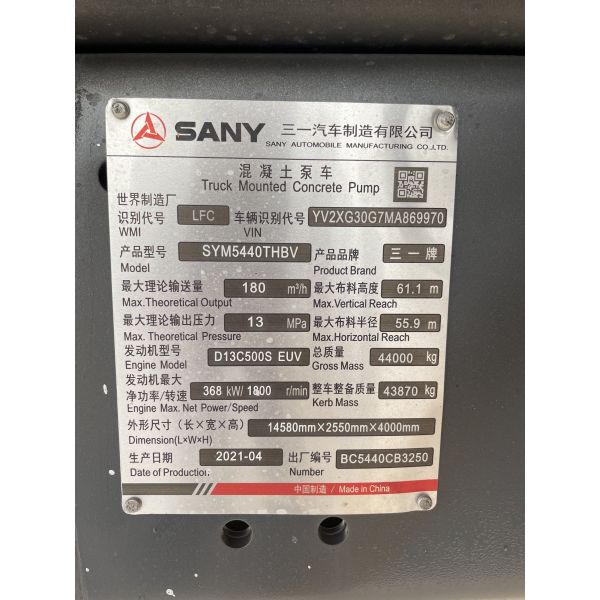 SANY 三一汽车制造有限公司
SANY AUTOMOBILE MANUFACTURING CO.,LTD.
混凝土泵车
Truck Mounted Concrete Pump
世界制造厂
识别代号 LFC 车辆识别代号 YV2XG30G7MA869970
WMI VIN
产品型号 SYM5440THBV 产品品牌 三一牌
Model Product Brand
最大理论输送量 180 m³/h 最大布料高度 61.1 m
Max.Theoretical Output Max.Vertical Reach
最大理论输出压力 13 MPa 最大布料半径 55.9 m
Max. Theoretical Pressure Max.Horizontal Reach
发动机型号 D13C500S EUV 总质量 44000 kg
Engine Model Gross Mass
发动机最大
净功率/转速 368 kW/ 1800 r/min 整车整备质量 43870 kg
Engine Max. Net Power/Speed Kerb Mass
外形尺寸（长×宽×高） 14580mm×2550mm×4000mm
Dimension(L×W×H)
生产日期 2021-04 出厂编号 BC5440CB3250
Date of Production Number
中国制造 / Made in China